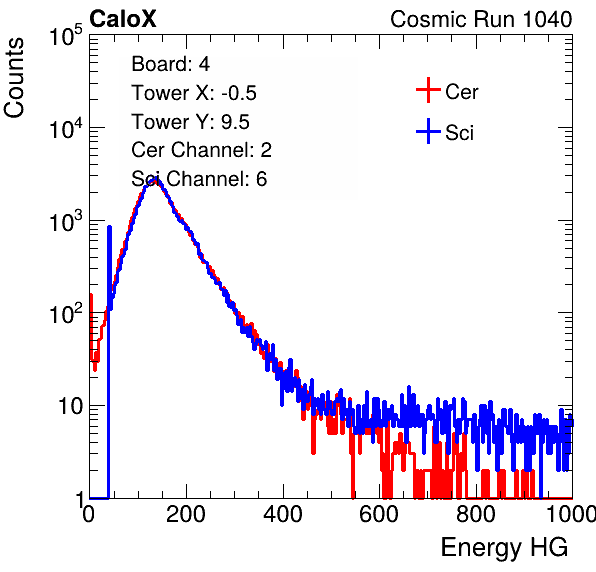 CaloX Cosmic Run 1040
Counts
10^5
10^4
10^3
10^2
10
1
Board: 4
Tower X: -0.5
Tower Y: 9.5
Cer Channel: 2
Sci Channel: 6
Cer
Sci
0 200 400 600 800 1000
Energy HG